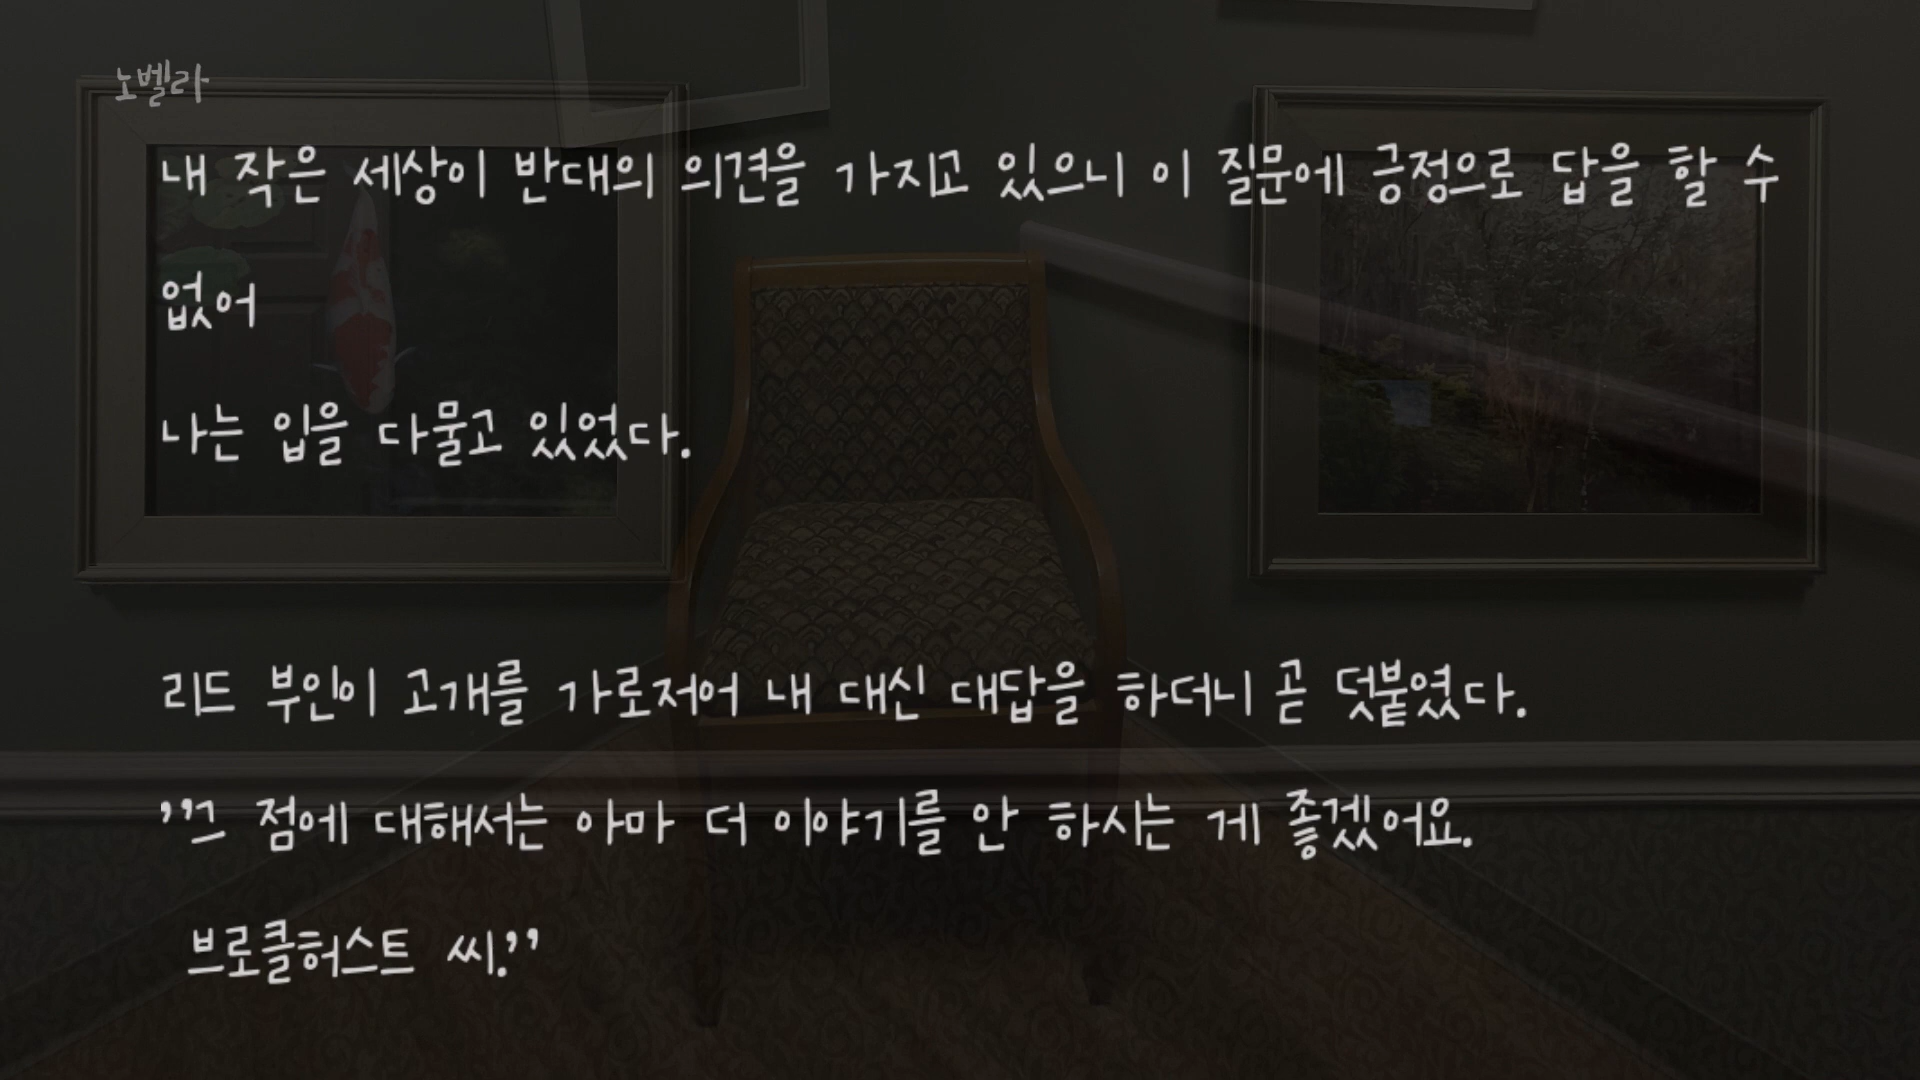 노벨라
내 작은 세상이 반대의 의견을 가지고 있으니 이 질문에 긍정으로 답을 할 수
없어
나는 입을 다물고 있었다.
리드 부인이 고개를 가로저어 내 대신 대답을 하더니 곧 덧붙였다.
”그 점에 대해서는 아마 더 이야기를 안 하시는 게 좋겠어요.
브로클허스트 씨.”